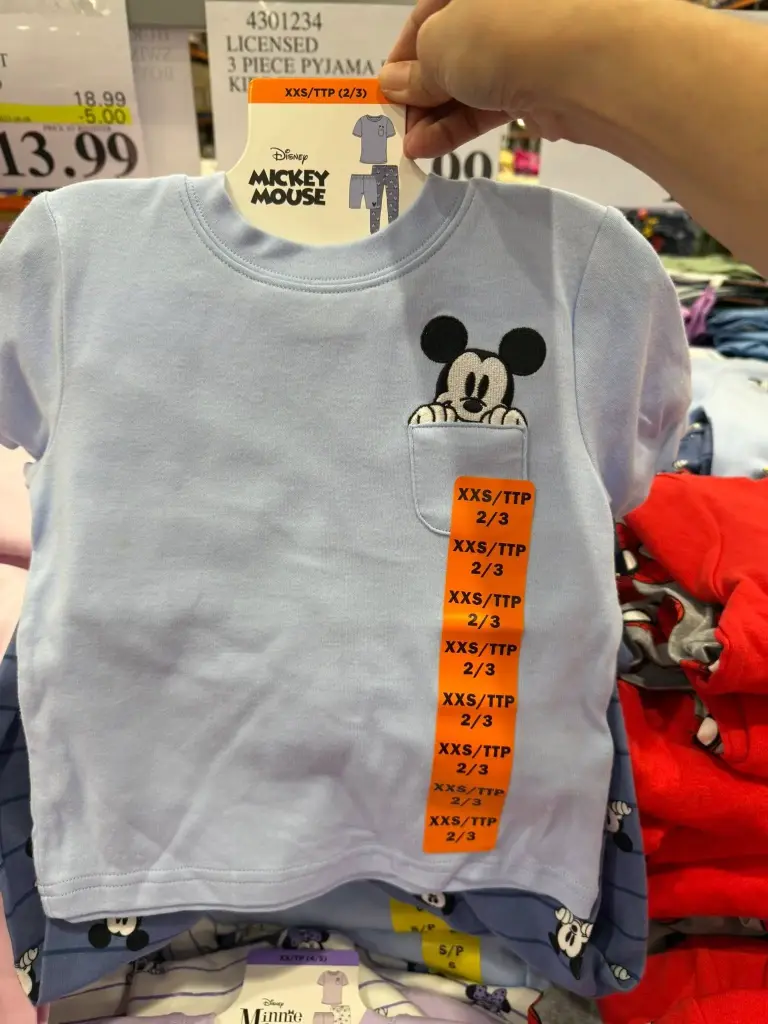 18.99
-5.00
13.99
4301234
LICENSED
3 PIECE PYJAMA
XXS/TTP (2/3)
Disney
MICKEY
MOUSE
XXS/TTP
2/3
XXS/TTP
2/3
XXS/TTP
2/3
XXS/TTP
2/3
XXS/TTP
2/3
XXS/TTP
2/3
XXS/TTP
2/3
XXS/TTP
2/3
S/P
6
Disney
Minnie